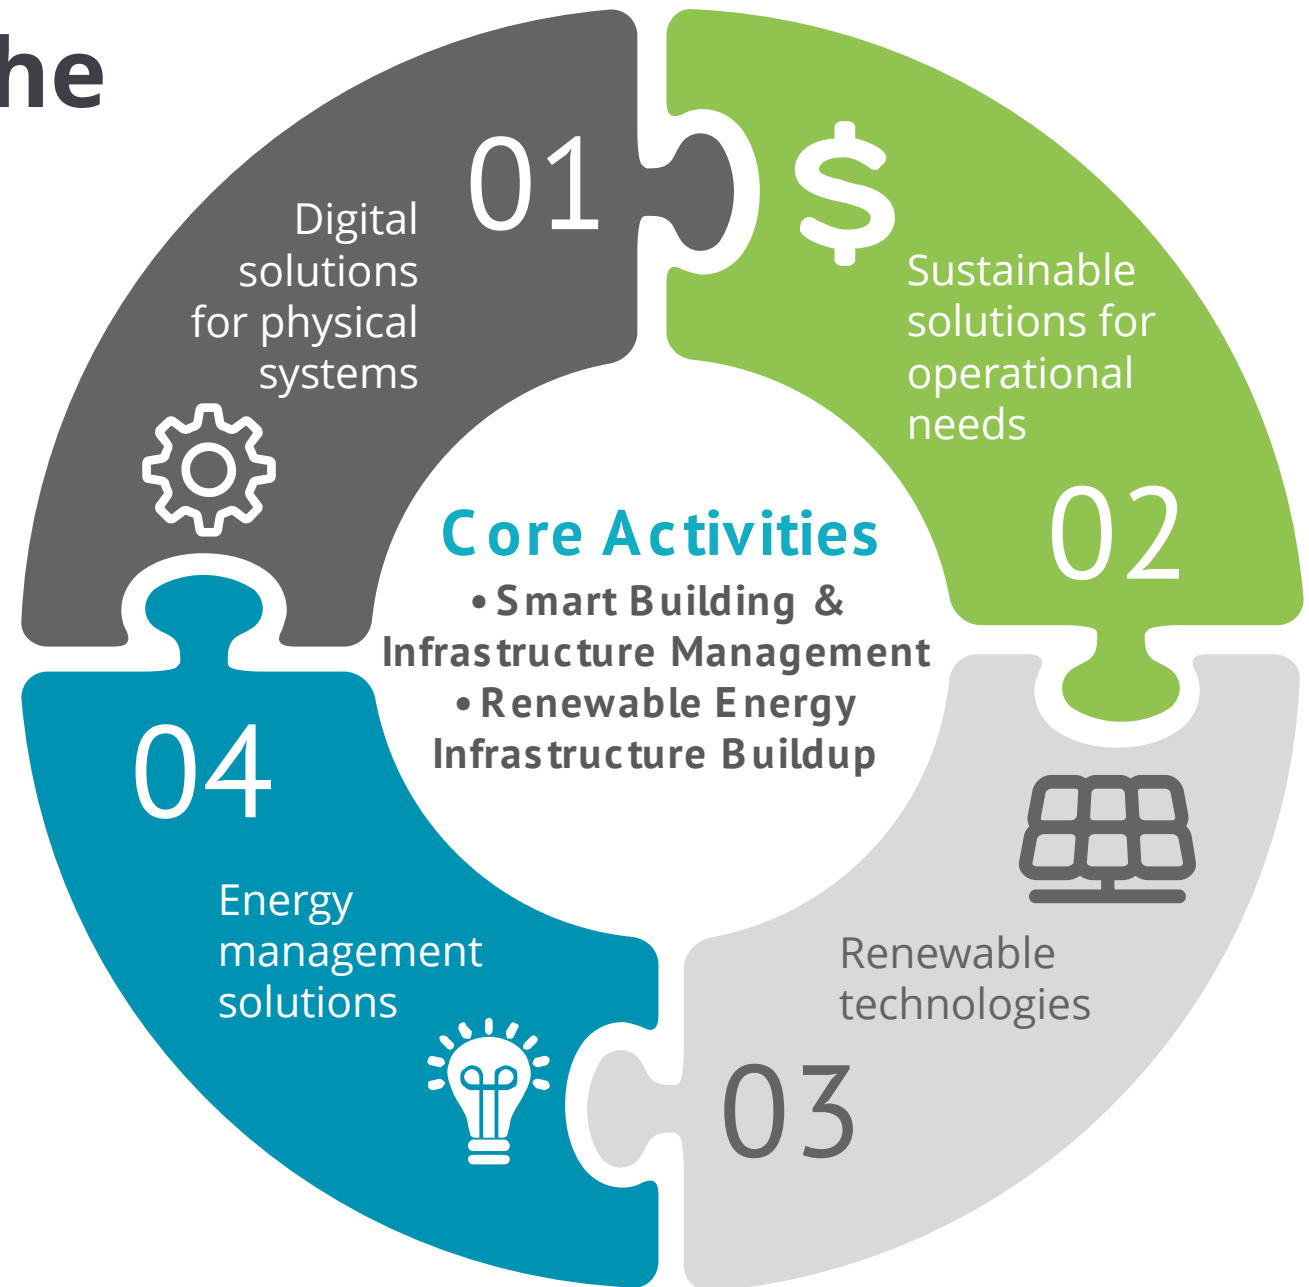 he
01
Digital
solutions
for physical
systems
$
Sustainable
solutions for
operational
needs
02
Core Activities
• Smart Building &
Infrastructure Management
• Renewable Energy
Infrastructure Buildup
04
Energy
management
solutions
Renewable
technologies
03